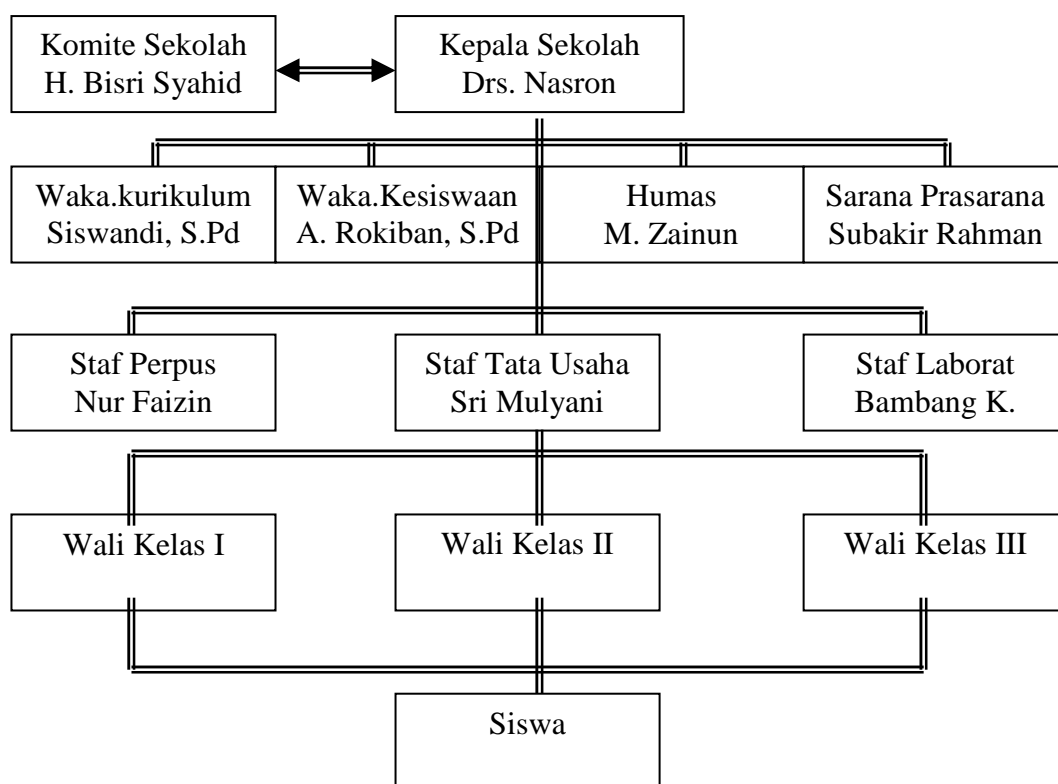 Komite Sekolah
H. Bisri Syahid
Kepala Sekolah
Drs. Nasron
Waka.kurikulum
Siswandi, S.Pd
Waka.Kesiswaan
A. Rokiban, S.Pd
Humas
M. Zainun
Sarana Prasarana
Subakir Rahman
Staf Perpus
Nur Faizin
Staf Tata Usaha
Sri Mulyani
Staf Laborat
Bambang K.
Wali Kelas I
Wali Kelas II
Wali Kelas III
Siswa